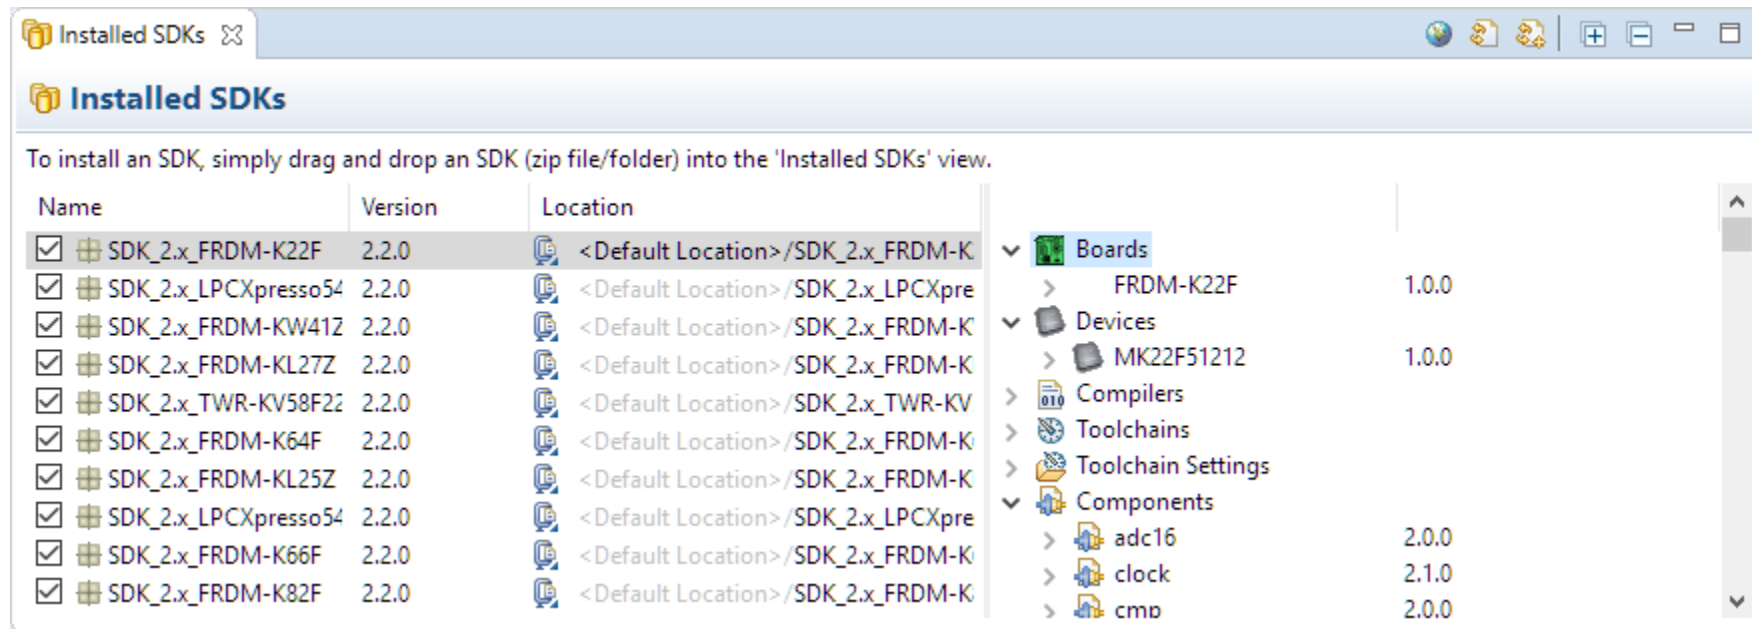 Installed SDKs
Installed SDKs
To install an SDK, simply drag and drop an SDK (zip file/folder) into the 'Installed SDKs' view.
Name Version Location
SDK_2.x_FRDM-K22F 2.2.0 <Default Location>/SDK_2.x_FRDM-K
SDK_2.x_LPCXpresso54 2.2.0 <Default Location>/SDK_2.x_LPCXpre
SDK_2.x_FRDM-KW41Z 2.2.0 <Default Location>/SDK_2.x_FRDM-K
SDK_2.x_FRDM-KL27Z 2.2.0 <Default Location>/SDK_2.x_FRDM-K
SDK_2.x_TWR-KV58F22 2.2.0 <Default Location>/SDK_2.x_TWR-KV
SDK_2.x_FRDM-K64F 2.2.0 <Default Location>/SDK_2.x_FRDM-K
SDK_2.x_FRDM-KL25Z 2.2.0 <Default Location>/SDK_2.x_FRDM-K
SDK_2.x_LPCXpresso54 2.2.0 <Default Location>/SDK_2.x_LPCXpre
SDK_2.x_FRDM-K66F 2.2.0 <Default Location>/SDK_2.x_FRDM-K
SDK_2.x_FRDM-K82F 2.2.0 <Default Location>/SDK_2.x_FRDM-K
Boards
FRDM-K22F 1.0.0
Devices
MK22F51212 1.0.0
010 Compilers
Toolchains
Toolchain Settings
Components
adc16 2.0.0
clock 2.1.0
cmp 2.0.0